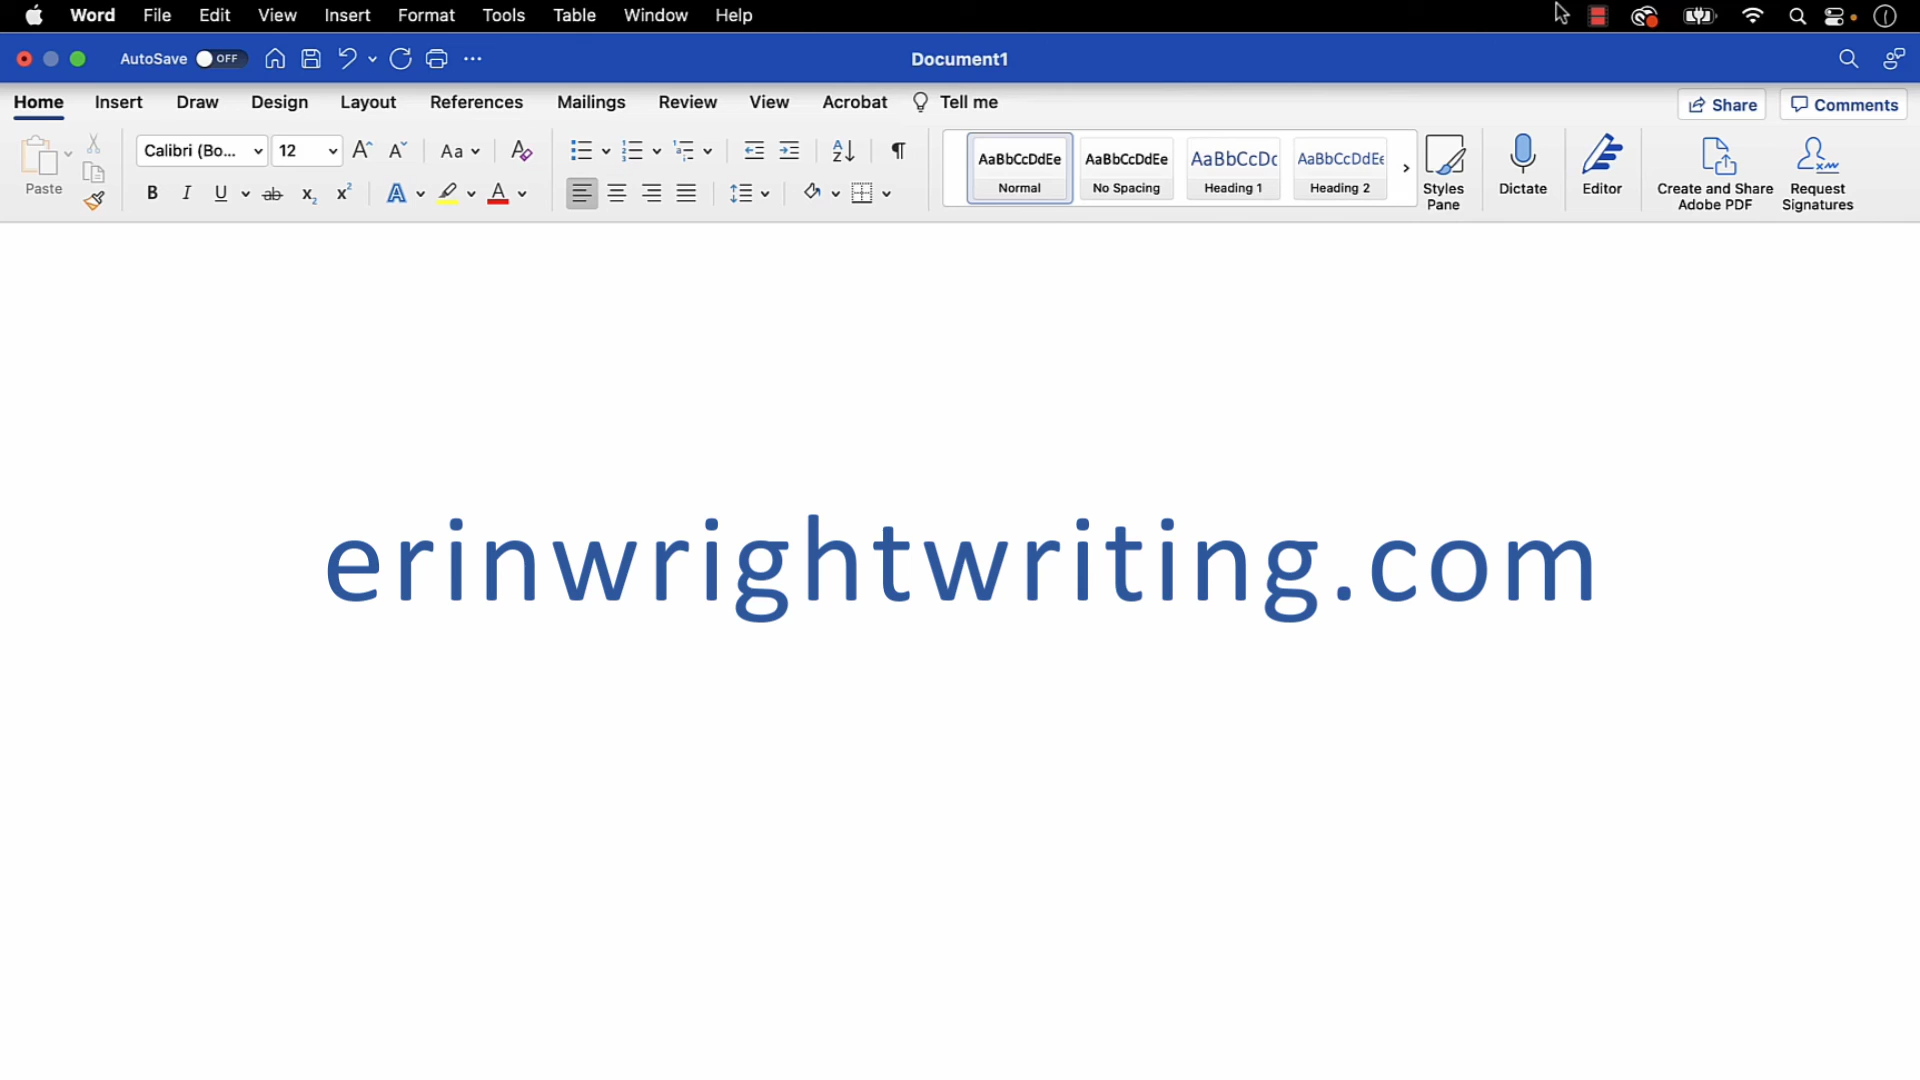 Word File Edit View Insert Format Tools Table Window Help
AutoSave OFF Document1
Home Insert Draw Design Layout References Mailings Review View Acrobat Tell me Share Comments
Paste Calibri (Bo... 12 Aa
AaBbCcDdEe AaBbCcDdEe AaBbCcDc AaBbCcDdEe
Normal No Spacing Heading 1 Heading 2
Styles Pane
Dictate
Editor
Create and Share
Adobe PDF
Request
Signatures
erinwrightwriting.com